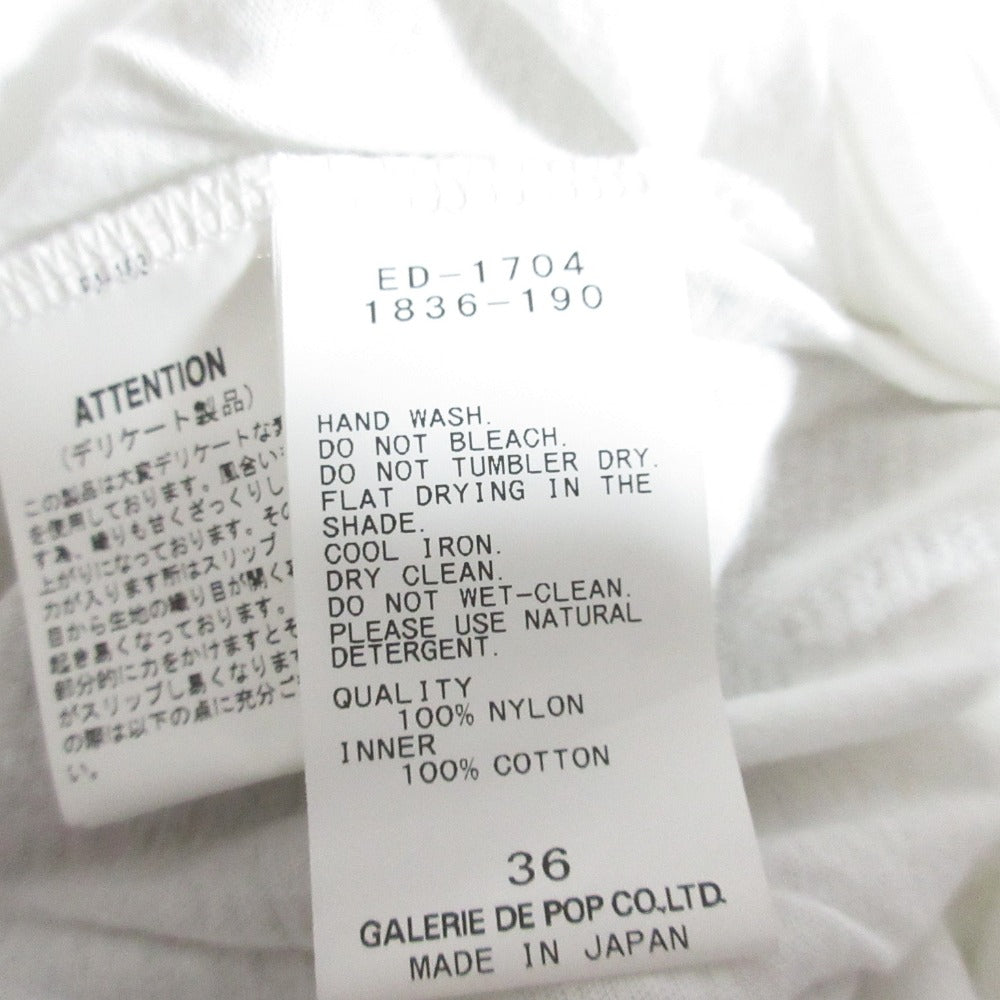 ED-1704
1836-190
HAND WASH.
DO NOT BLEACH.
DO NOT TUMBLER DRY.
FLAT DRYING IN THE
SHADE.
COOL IRON.
DRY CLEAN.
DO NOT WET-CLEAN.
PLEASE USE NATURAL
DETERGENT.
QUALITY
100% NYLON
INNER
100% COTTON
36
GALERIE DE POP CO.,LTD.
MADE IN JAPAN
ATTENTION
(デリケート製品)
この製品は大変デリケートな
を使用しております。風合い
す為、織りも甘くざっくりし
上がりになっております。その
力が入ります所はスリップ
目から生地の織り目が開く
起き易くなっております。
部分的に力をかけますとそ
がスリップし易くなります
の際は以下の点に充分ご
い。